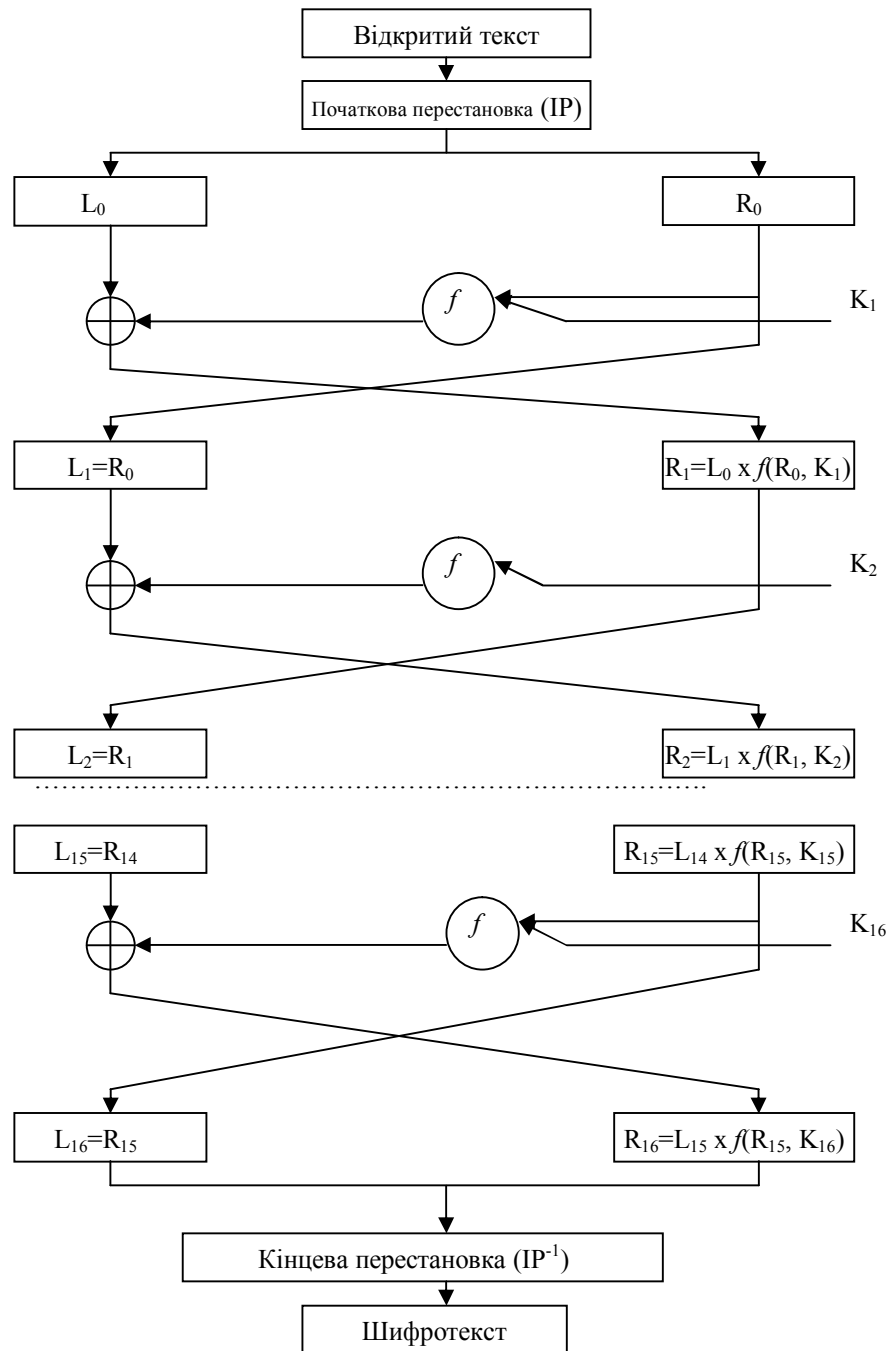 Відкритий текст
Початкова перестановка (IP)
L₀
R₀
f
K₁
L₁=R₀
R₁=L₀ x f(R₀, K₁)
f
K₂
L₂=R₁
R₂=L₁ x f(R₁, K₂)
L₁₅=R₁₄
R₁₅=L₁₄ x f(R₁₅, K₁₅)
f
K₁₆
L₁₆=R₁₅
R₁₆=L₁₅ x f(R₁₅, K₁₆)
Кінцева перестановка (IP⁻¹)
Шифротекст